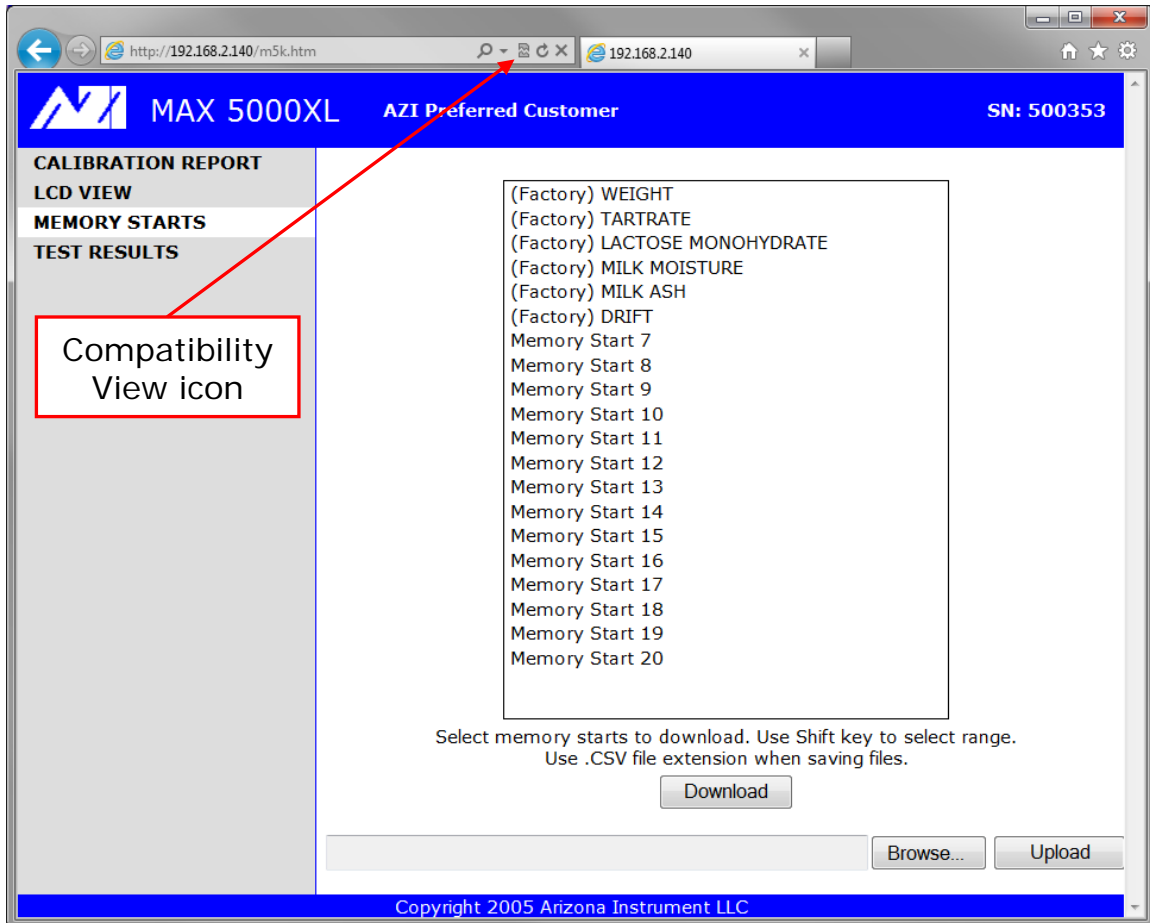 http://192.168.2.140/m5k.htm
192.168.2.140
AZI MAX 5000XL AZI Preferred Customer SN: 500353
CALIBRATION REPORT
LCD VIEW
MEMORY STARTS
TEST RESULTS
Compatibility
View icon
(Factory) WEIGHT
(Factory) TARTRATE
(Factory) LACTOSE MONOHYDRATE
(Factory) MILK MOISTURE
(Factory) MILK ASH
(Factory) DRIFT
Memory Start 7
Memory Start 8
Memory Start 9
Memory Start 10
Memory Start 11
Memory Start 12
Memory Start 13
Memory Start 14
Memory Start 15
Memory Start 16
Memory Start 17
Memory Start 18
Memory Start 19
Memory Start 20
Select memory starts to download. Use Shift key to select range.
Use .CSV file extension when saving files.
Download
Browse... Upload
Copyright 2005 Arizona Instrument LLC